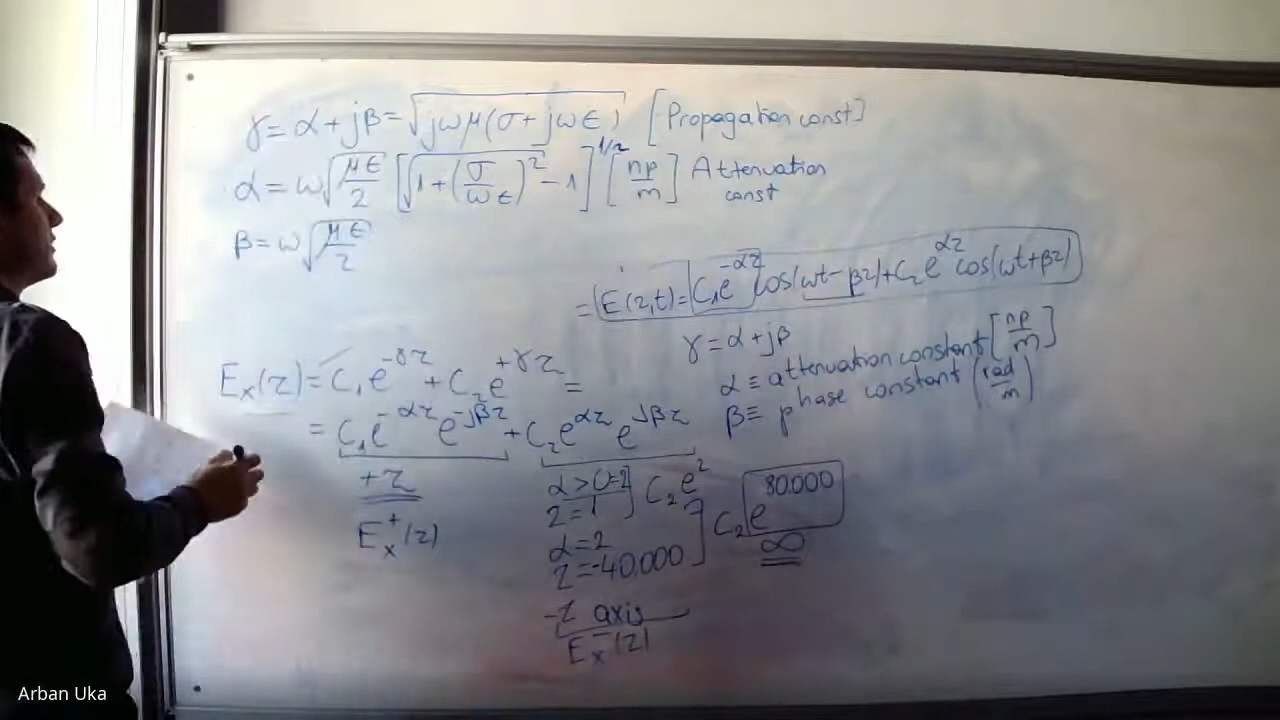 γ = α + jβ = √(jωμ(σ + jωε)) [Propagation const]
α = ω√(με/2) [√(1 + (σ/ωε)²) - 1]^1/2 [np/m] Attenuation const
β = ω√(με/2)
= E(z,t) = C₁e^-αz cos(ωt - βz) + C₂e^αz cos(ωt + βz)
γ = α + jβ
α ≡ attenuation constant [np/m]
β ≡ phase constant (rad/m)
Ex(z) = C₁e^-γz + C₂e^+γz =
= C₁e^-αz e^-jβz + C₂e^αz e^jβz
+z
Ex⁺(z)
z = 1
C₂e²
α = 2
z = -40.000
C₂e^80.000
∞
-z axis
Ex⁻(z)
Arban Uka